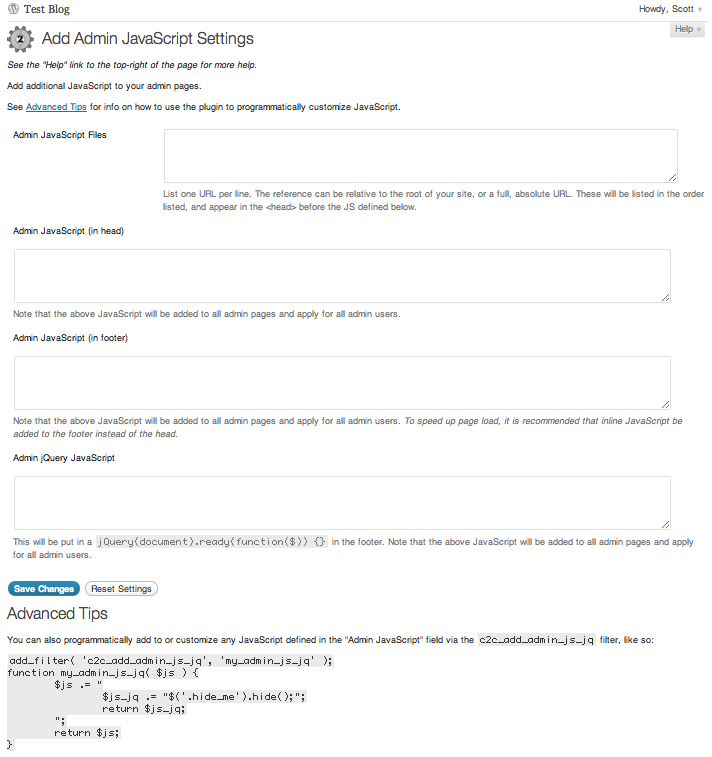 Test Blog
Howdy, Scott
Help
Add Admin JavaScript Settings
See the "Help" link to the top-right of the page for more help.
Add additional JavaScript to your admin pages.
See Advanced Tips for info on how to use the plugin to programmatically customize JavaScript.
Admin JavaScript Files
List one URL per line. The reference can be relative to the root of your site, or a full, absolute URL. These will be listed in the order
listed, and appear in the <head> before the JS defined below.
Admin JavaScript (in head)
Note that the above JavaScript will be added to all admin pages and apply for all admin users.
Admin JavaScript (in footer)
Note that the above JavaScript will be added to all admin pages and apply for all admin users. To speed up page load, it is recommended that inline JavaScript be
added to the footer instead of the head.
Admin jQuery JavaScript
This will be put in a jQuery(document).ready(function($)) {} in the footer. Note that the above JavaScript will be added to all admin pages and apply
for all admin users.
Save Changes Reset Settings
Advanced Tips
You can also programmatically add to or customize any JavaScript defined in the "Admin JavaScript" field via the c2c_add_admin_js_jq filter, like so:
add_filter( 'c2c_add_admin_js_jq', 'my_admin_js_jq' );
function my_admin_js_jq( $js ) {
$js .= "
$js_jq .= "$('.hide_me').hide();";
return $js_jq;
";
return $js;
}